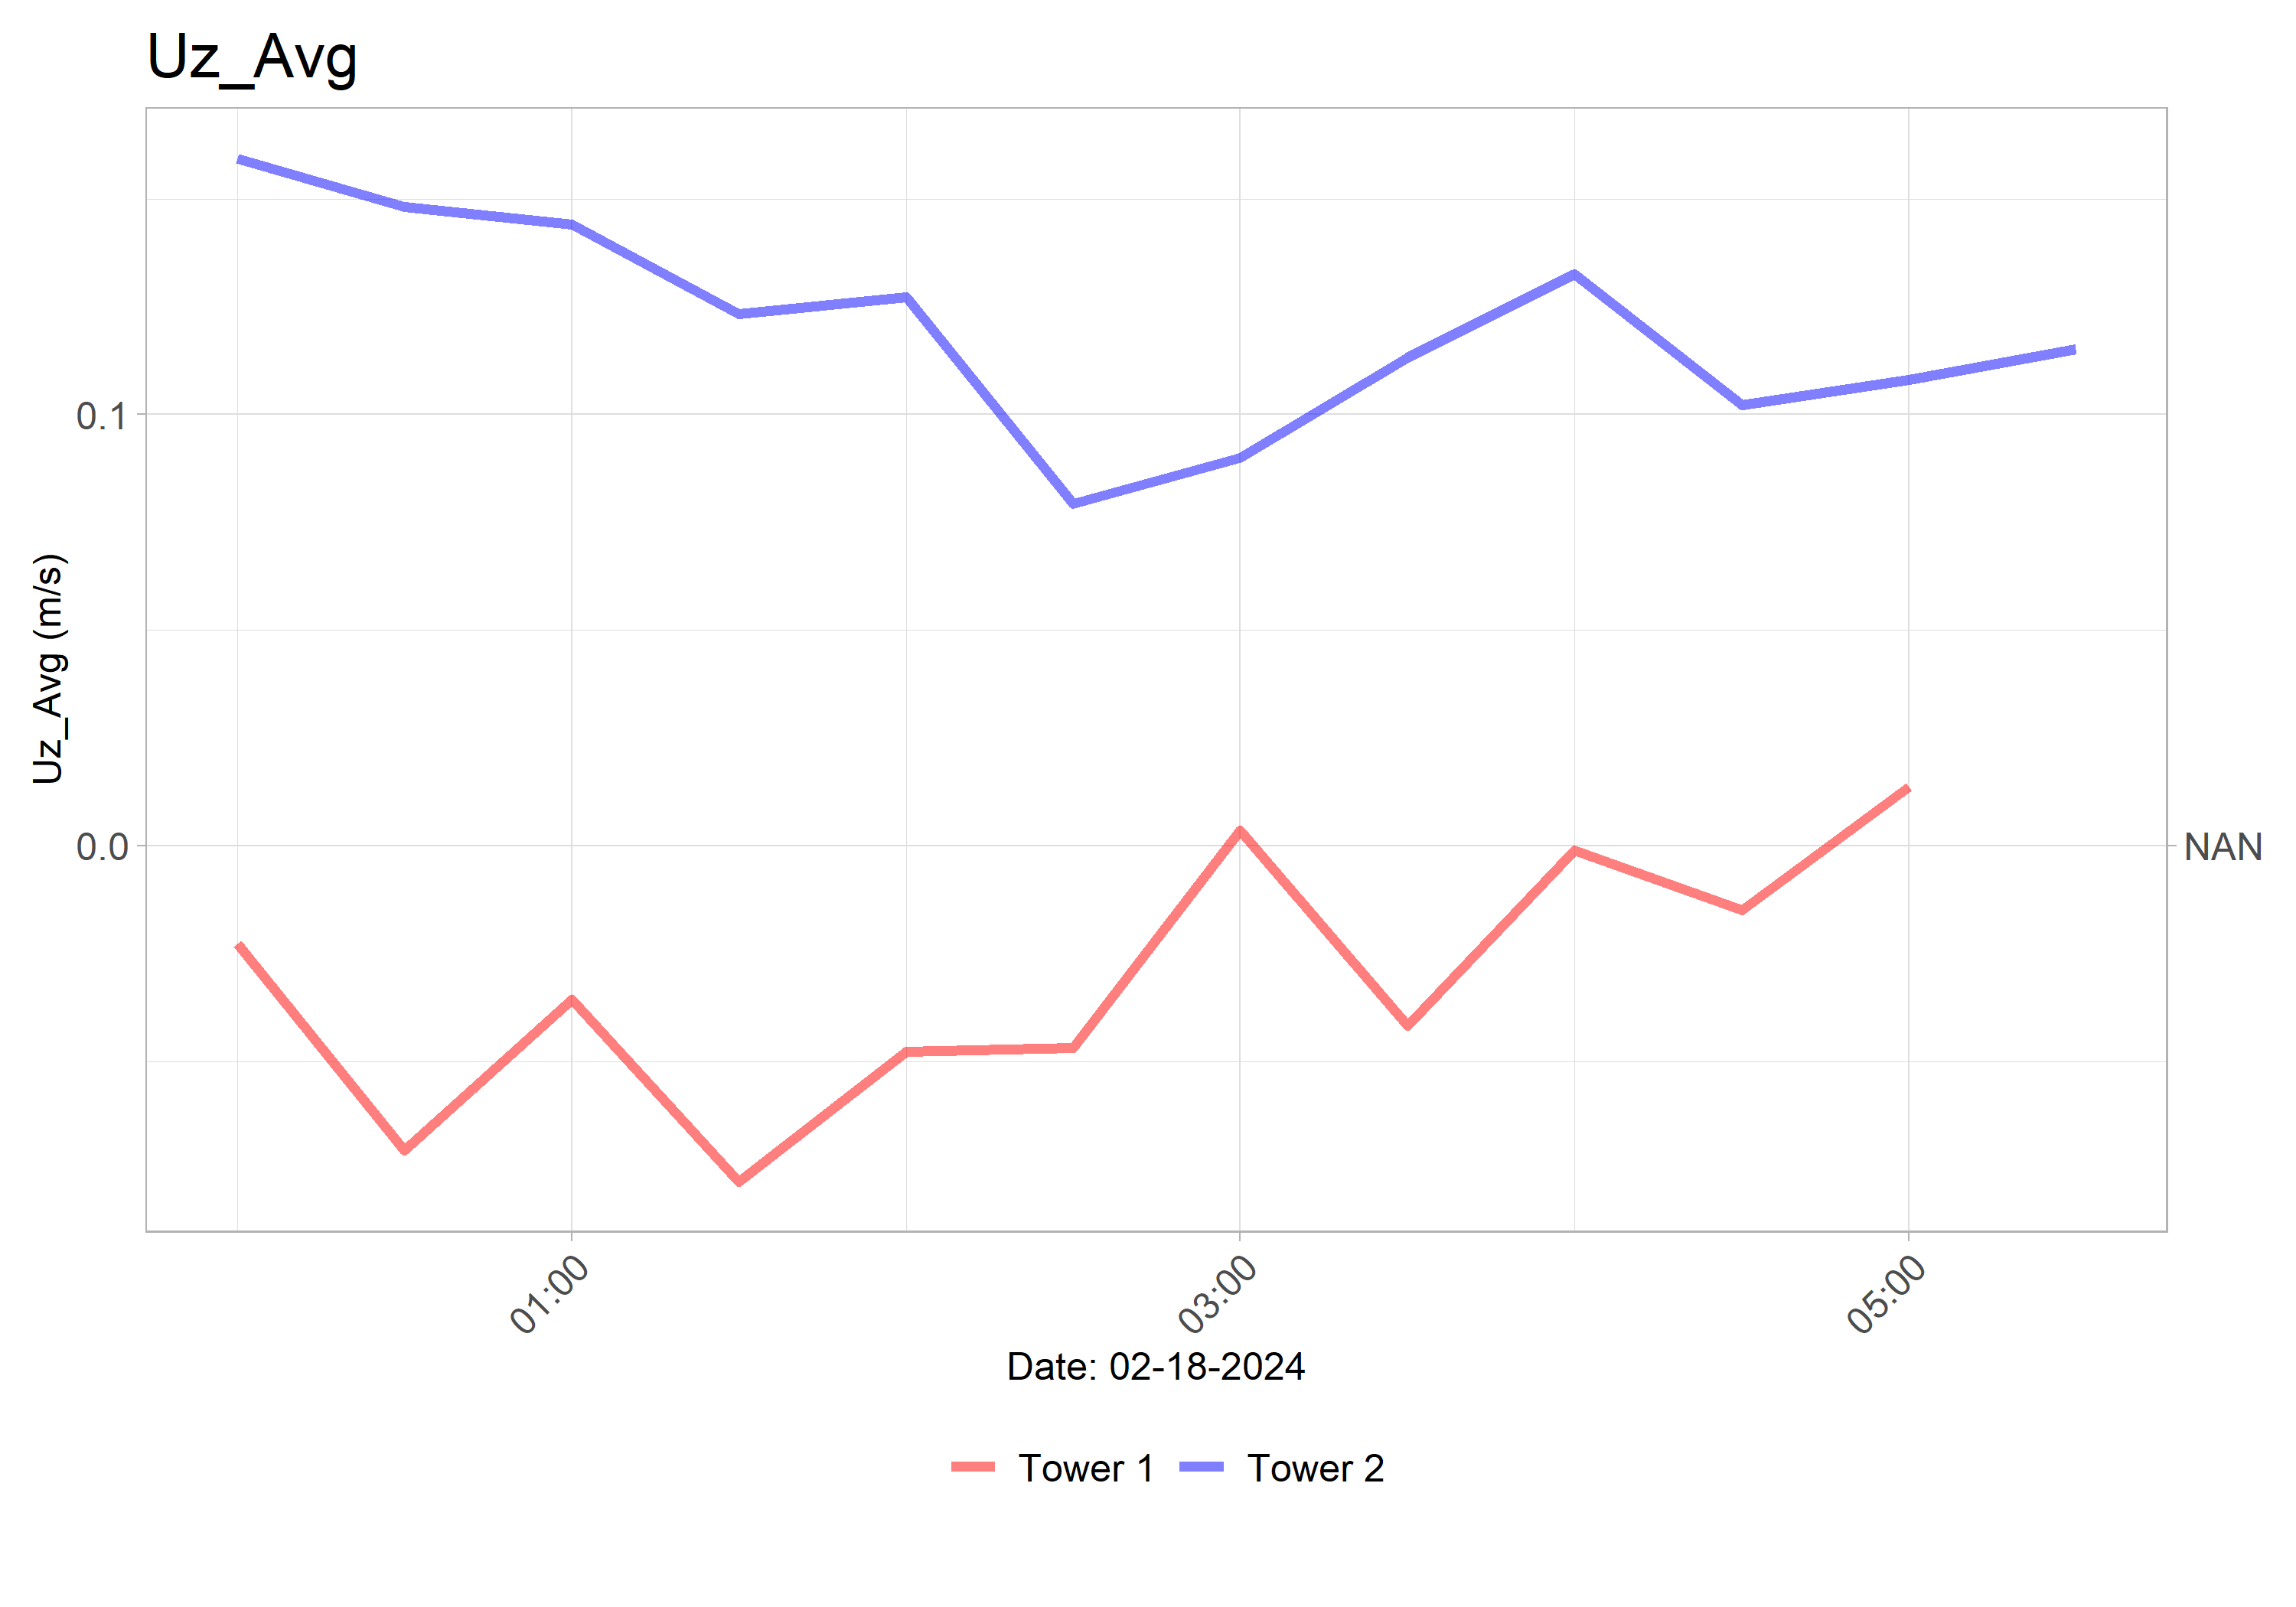 Uz_Avg
Uz_Avg (m/s)
0.1
0.0
NAN
01:00
03:00
05:00
Date: 02-18-2024
Tower 1
Tower 2